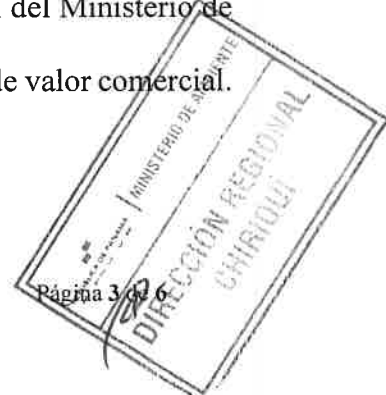 del Ministerio de
de valor comercial.
MINISTERIO DE AMBIENTE
DIRECCIÓN REGIONAL
CHIRIQUÍ
Página 3 de 6